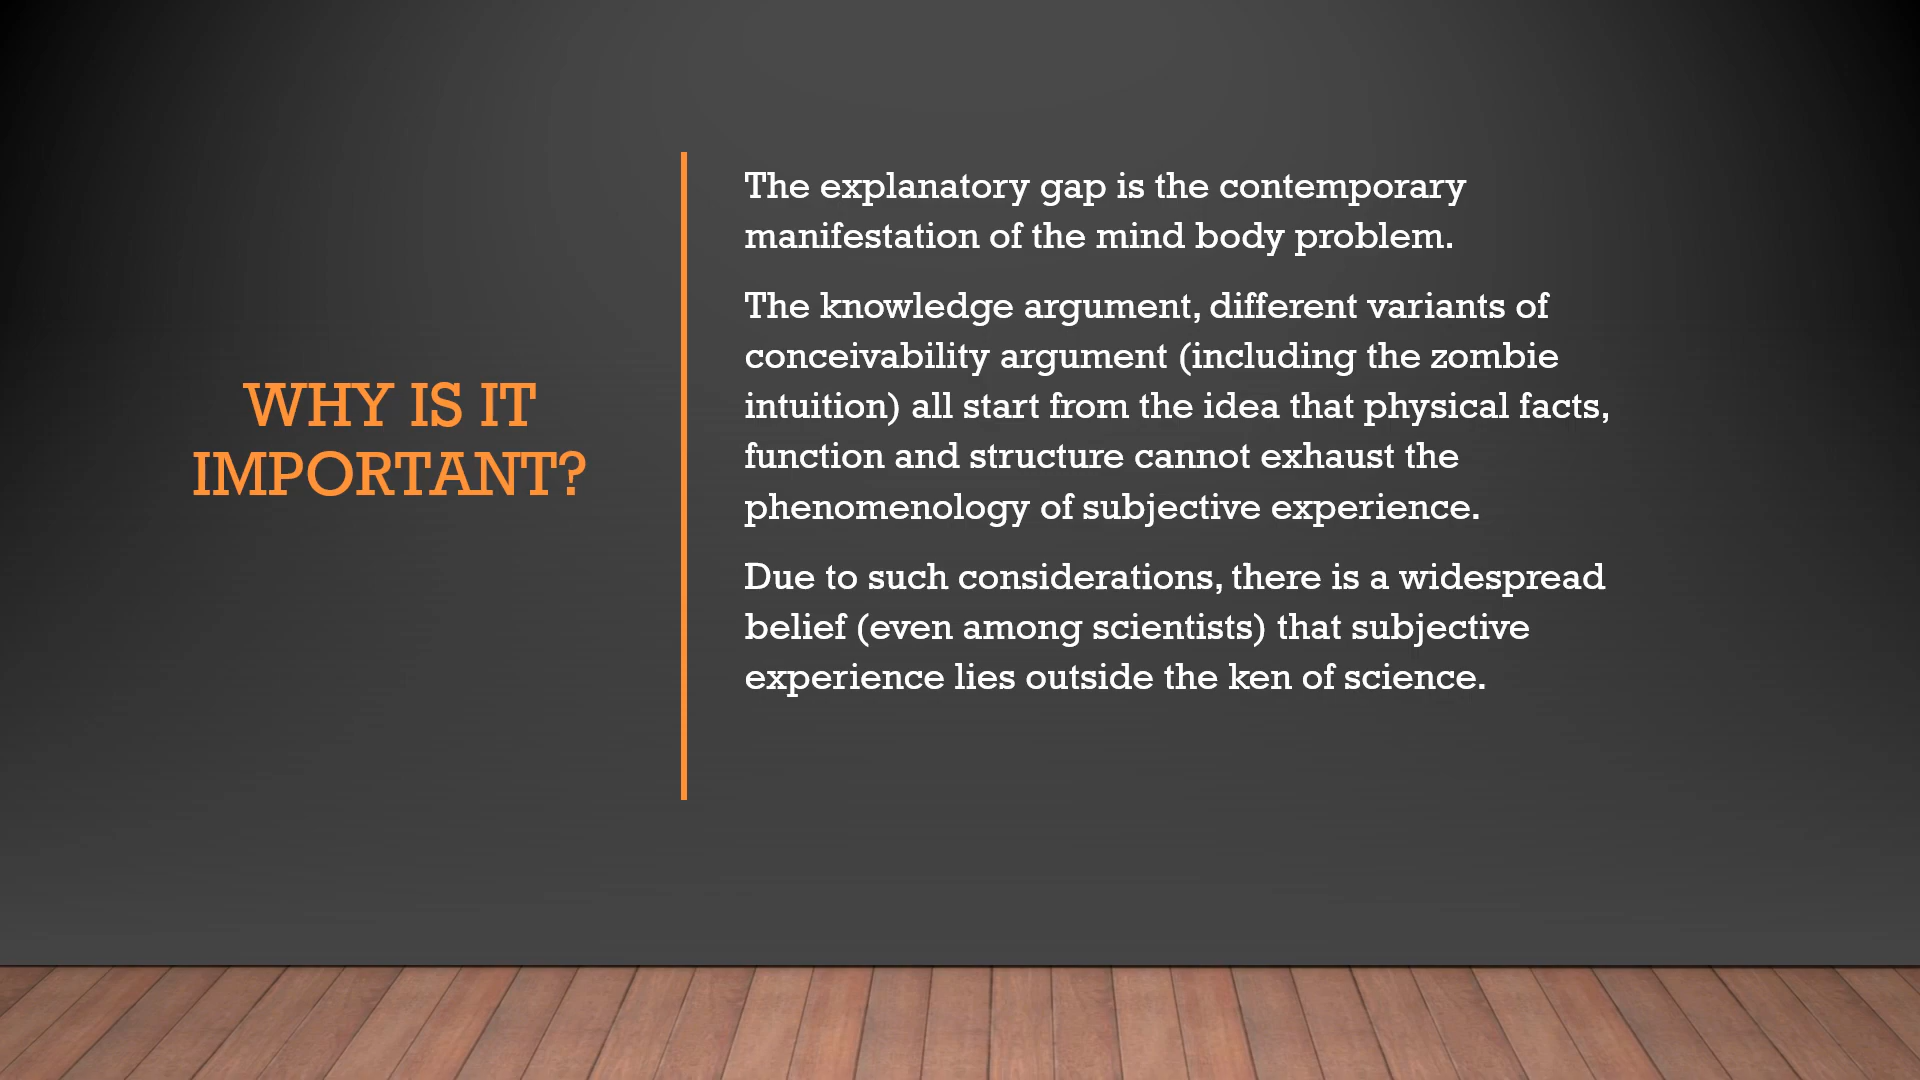 WHY IS IT
IMPORTANT?
The explanatory gap is the contemporary
manifestation of the mind body problem.
The knowledge argument, different variants of
conceivability argument (including the zombie
intuition) all start from the idea that physical facts,
function and structure cannot exhaust the
phenomenology of subjective experience.
Due to such considerations, there is a widespread
belief (even among scientists) that subjective
experience lies outside the ken of science.